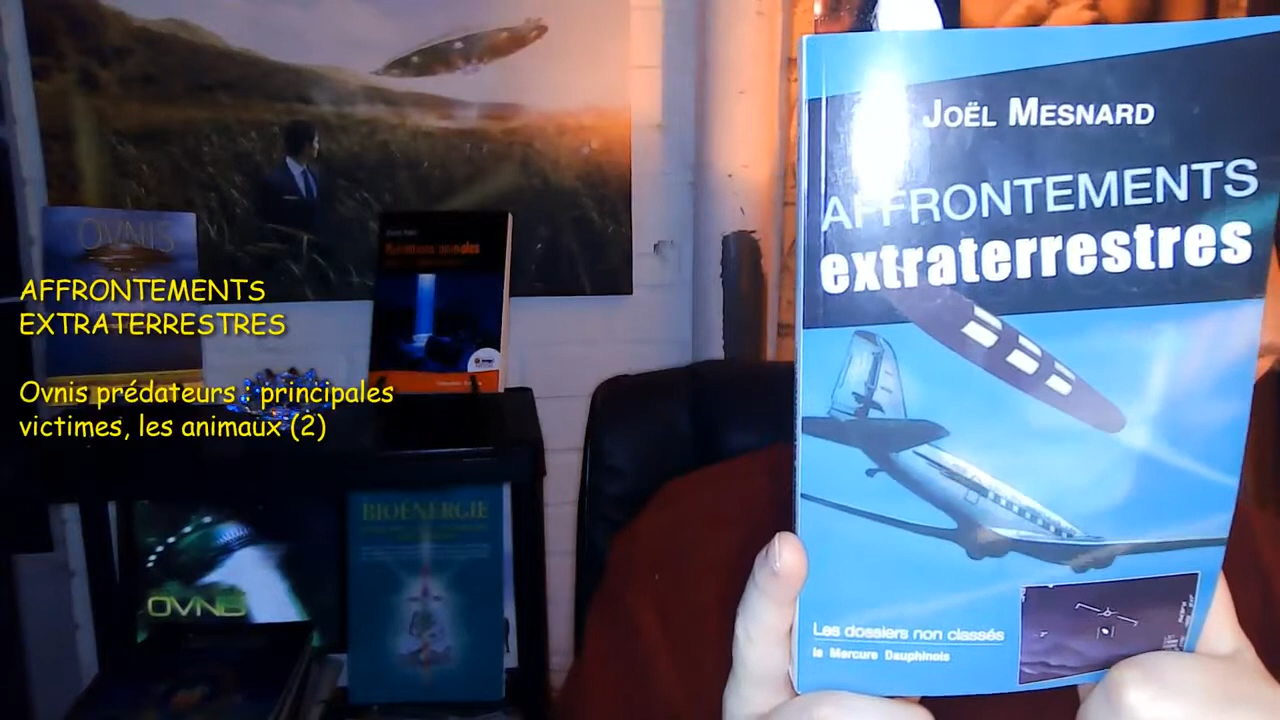 OVNIS
AFFRONTEMENTS
EXTRATERRESTRES
Ovnis prédateurs : principales
victimes, les animaux (2)
OVNIS
BIOENERGIE
JOËL MESNARD
AFFRONTEMENTS
extraterrestres
Les dossiers non classés
le Mercure Dauphinois